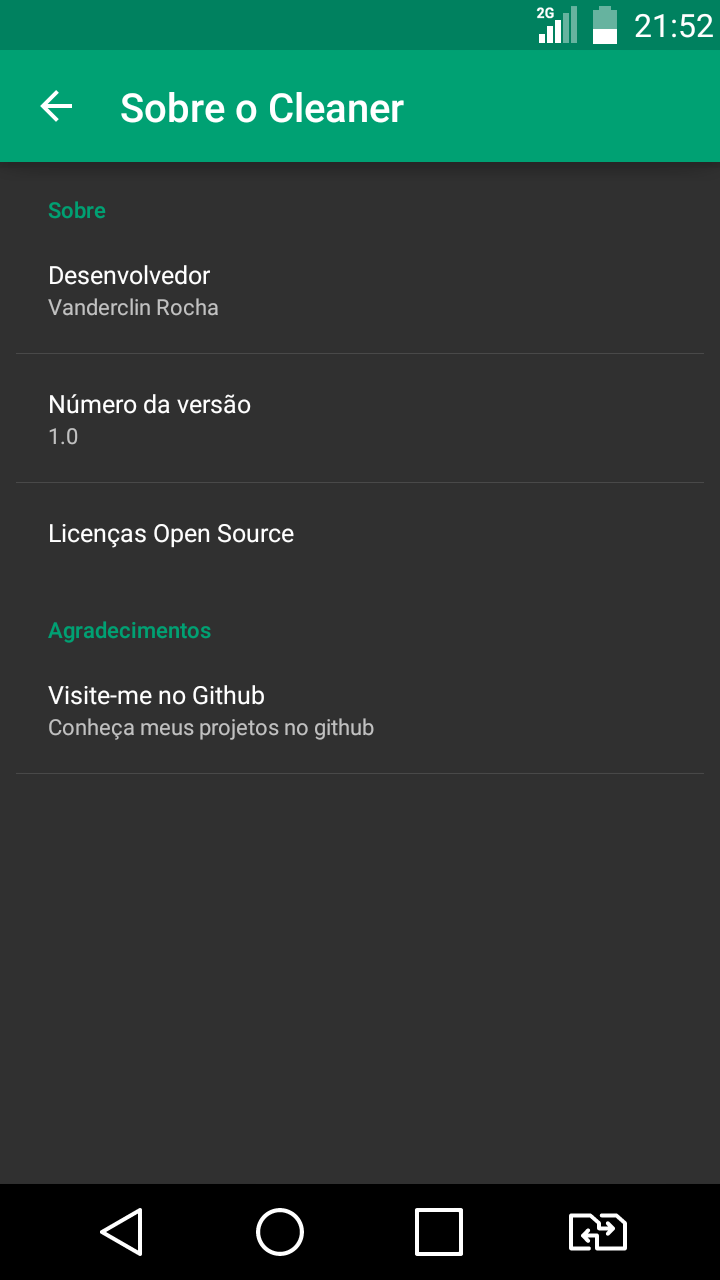 2G
21:52
Sobre o Cleaner
Sobre
Desenvolvedor
Vanderclin Rocha
Número da versão
1.0
Licenças Open Source
Agradecimentos
Visite-me no Github
Conheça meus projetos no github